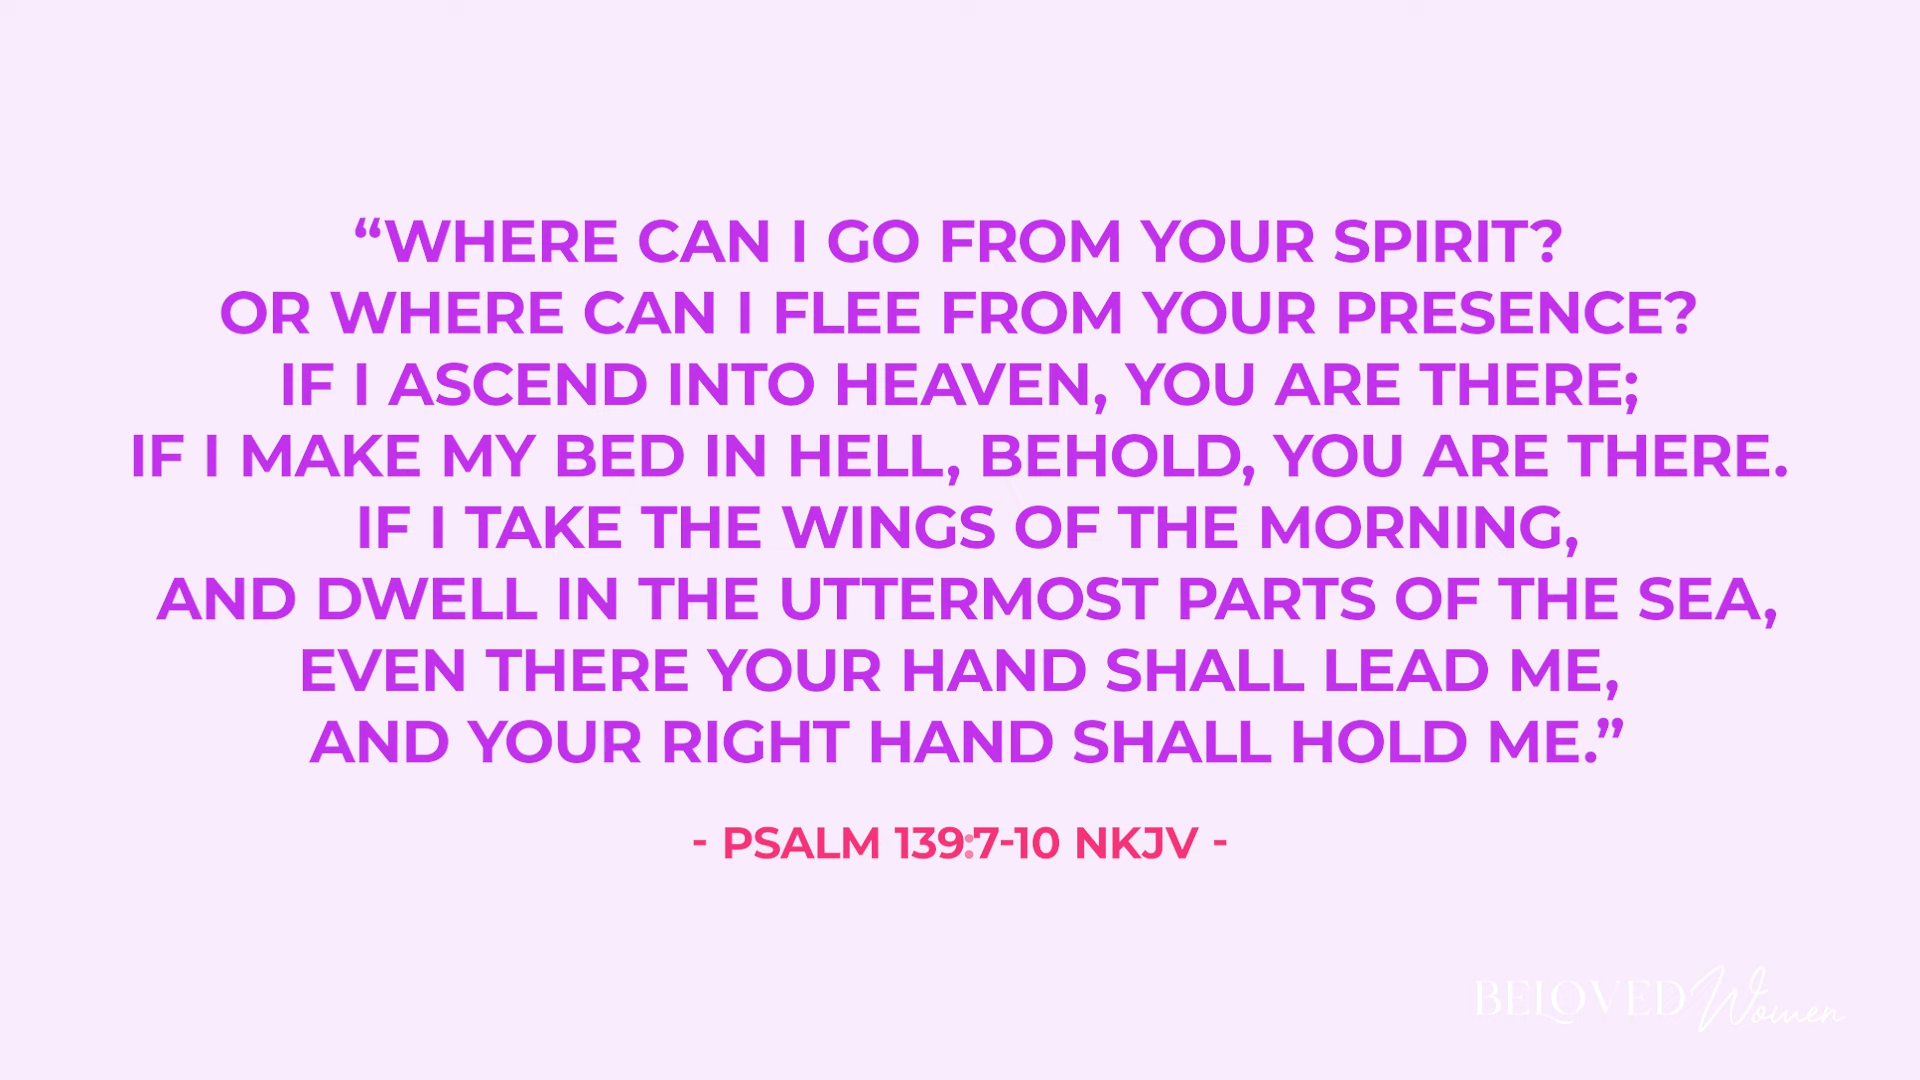 “WHERE CAN I GO FROM YOUR SPIRIT?
OR WHERE CAN I FLEE FROM YOUR PRESENCE?
IF I ASCEND INTO HEAVEN, YOU ARE THERE;
IF I MAKE MY BED IN HELL, BEHOLD, YOU ARE THERE.
IF I TAKE THE WINGS OF THE MORNING,
AND DWELL IN THE UTTERMOST PARTS OF THE SEA,
EVEN THERE YOUR HAND SHALL LEAD ME,
AND YOUR RIGHT HAND SHALL HOLD ME.”
- PSALM 139:7-10 NKJV -
BELOVED Women